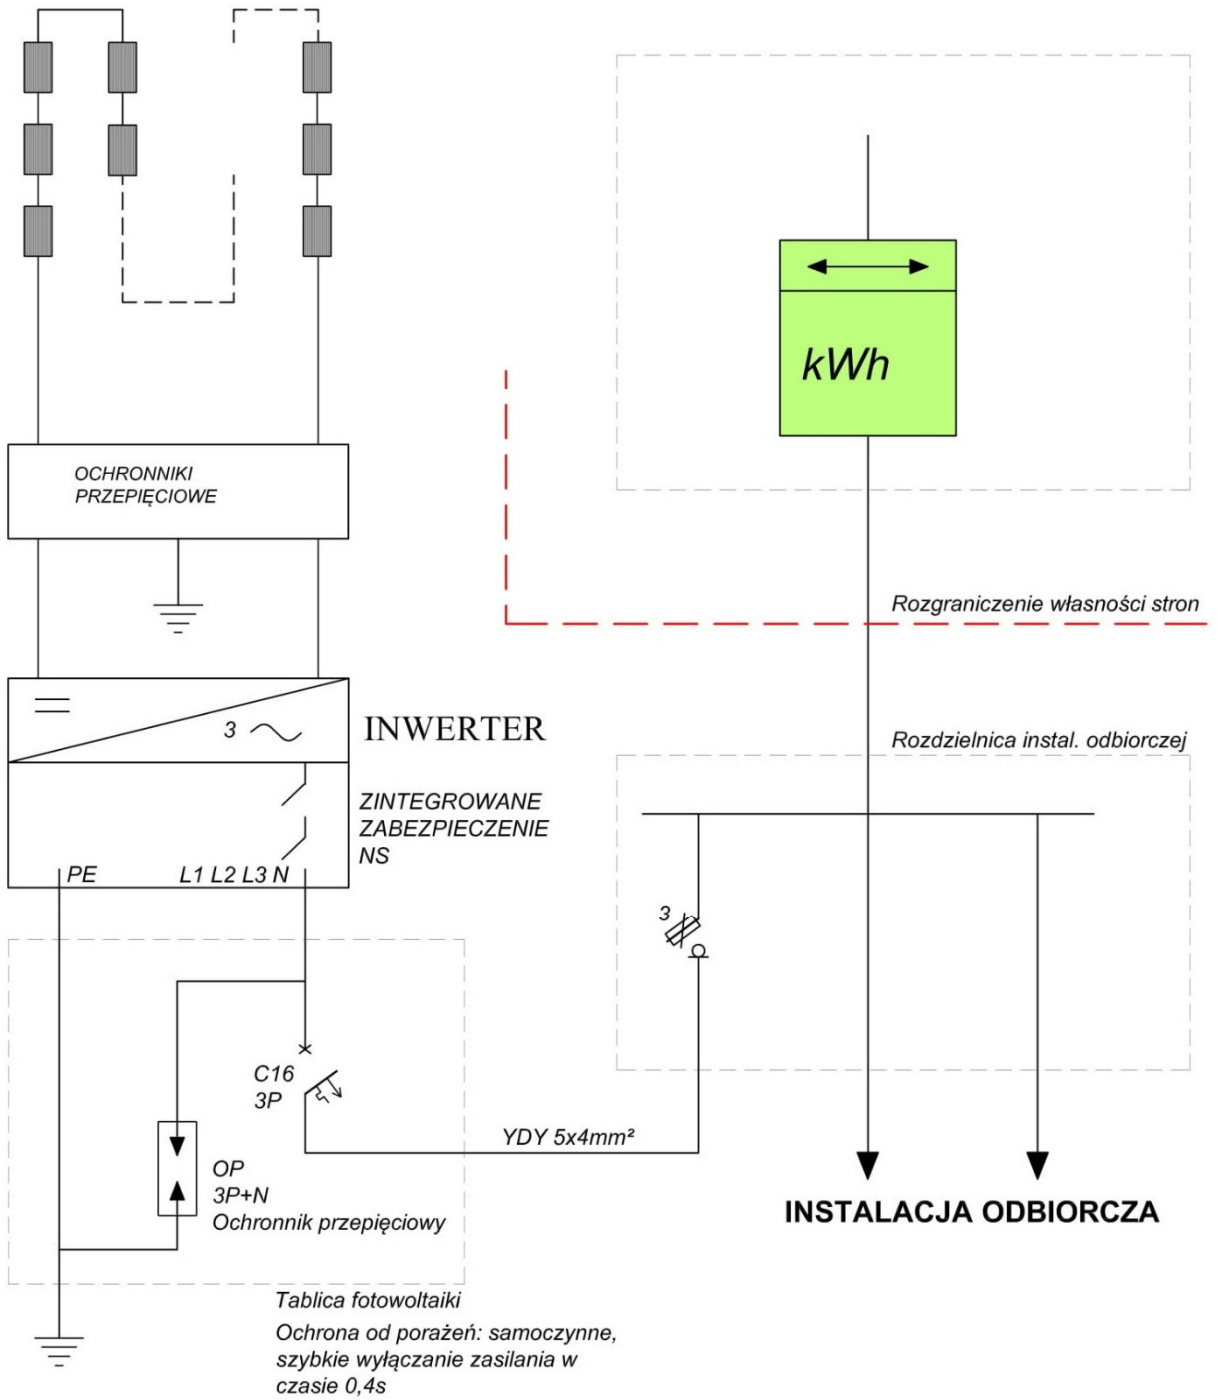 OCHRONNIKI
PRZEPIĘCIOWE
3
INWERTER
ZINTEGROWANE
ZABEZPIECZENIE
NS
PE
L1 L2 L3 N
C16
3P
OP
3P+N
Ochronnik przepięciowy
Tablica fotowoltaiki
Ochrona od porażeń: samoczynne,
szybkie wyłączanie zasilania w
czasie 0,4s
YDY 5x4mm²
kWh
Rozgraniczenie własności stron
Rozdzielnica instal. odbiorczej
3
INSTALACJA ODBIORCZA